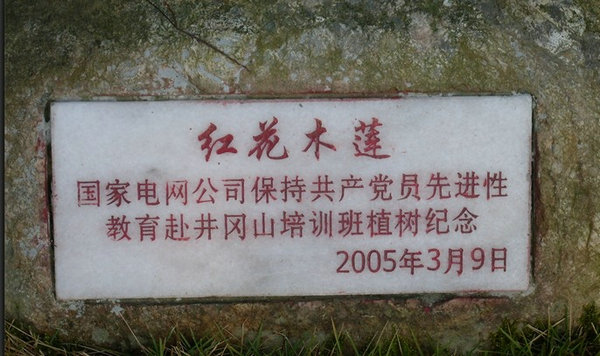 红花木莲
国家电网公司保持共产党员先进性
教育赴井冈山培训班植树纪念
2005年3月9日